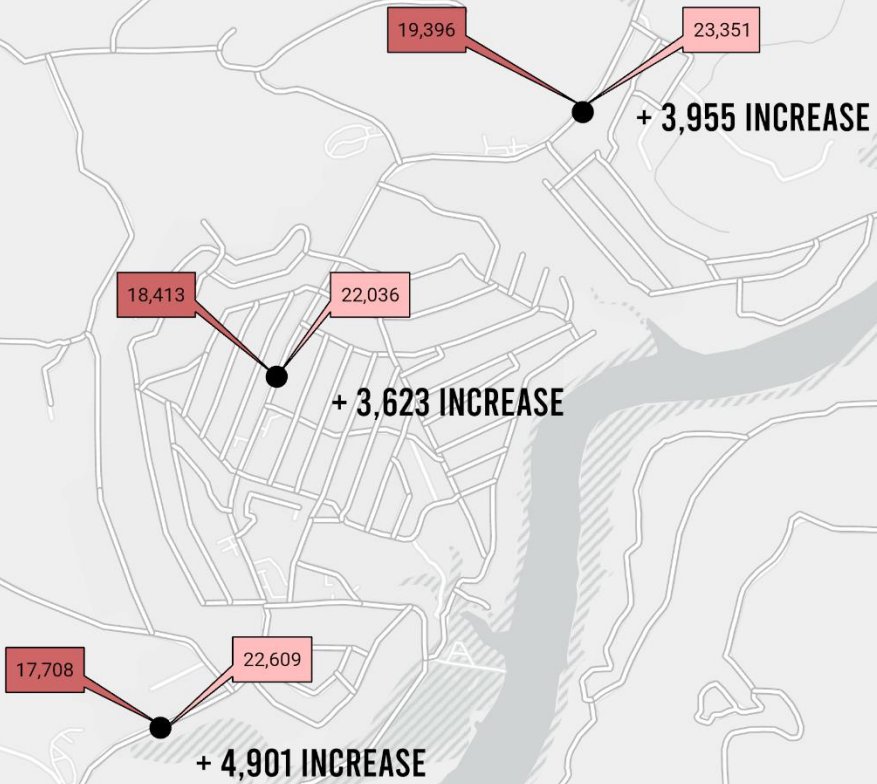 19,396
23,351
+ 3,955 INCREASE
18,413
22,036
+ 3,623 INCREASE
17,708
22,609
+ 4,901 INCREASE